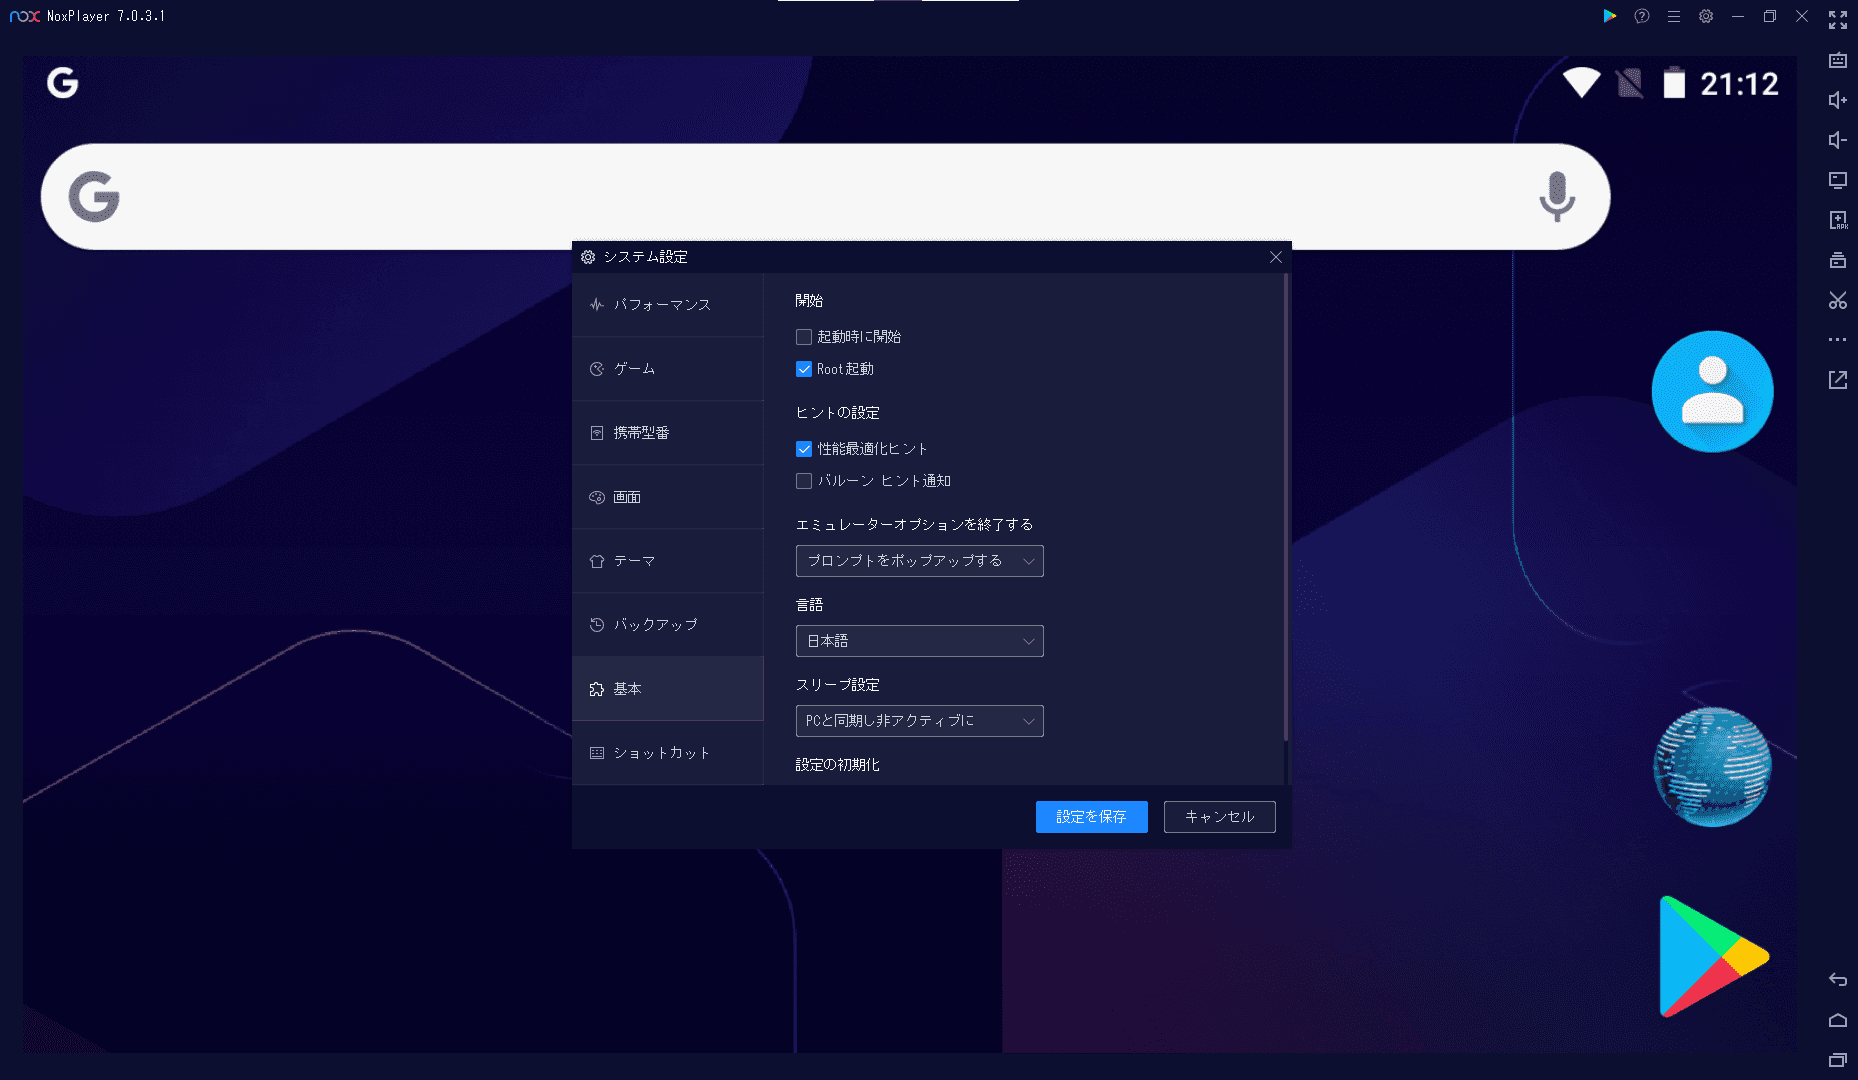 nox NoxPlayer 7.0.3.1
G
21:12
G
システム設定
パフォーマンス
ゲーム
携帯型番
画面
テーマ
バックアップ
基本
ショットカット
開始
起動時に開始
Root起動
ヒントの設定
性能最適化ヒント
バルーン ヒント通知
エミュレーターオプションを終了する
プロンプトをポップアップする
言語
日本語
スリープ設定
PCと同期し非アクティブに
設定の初期化
設定を保存
キャンセル
APK